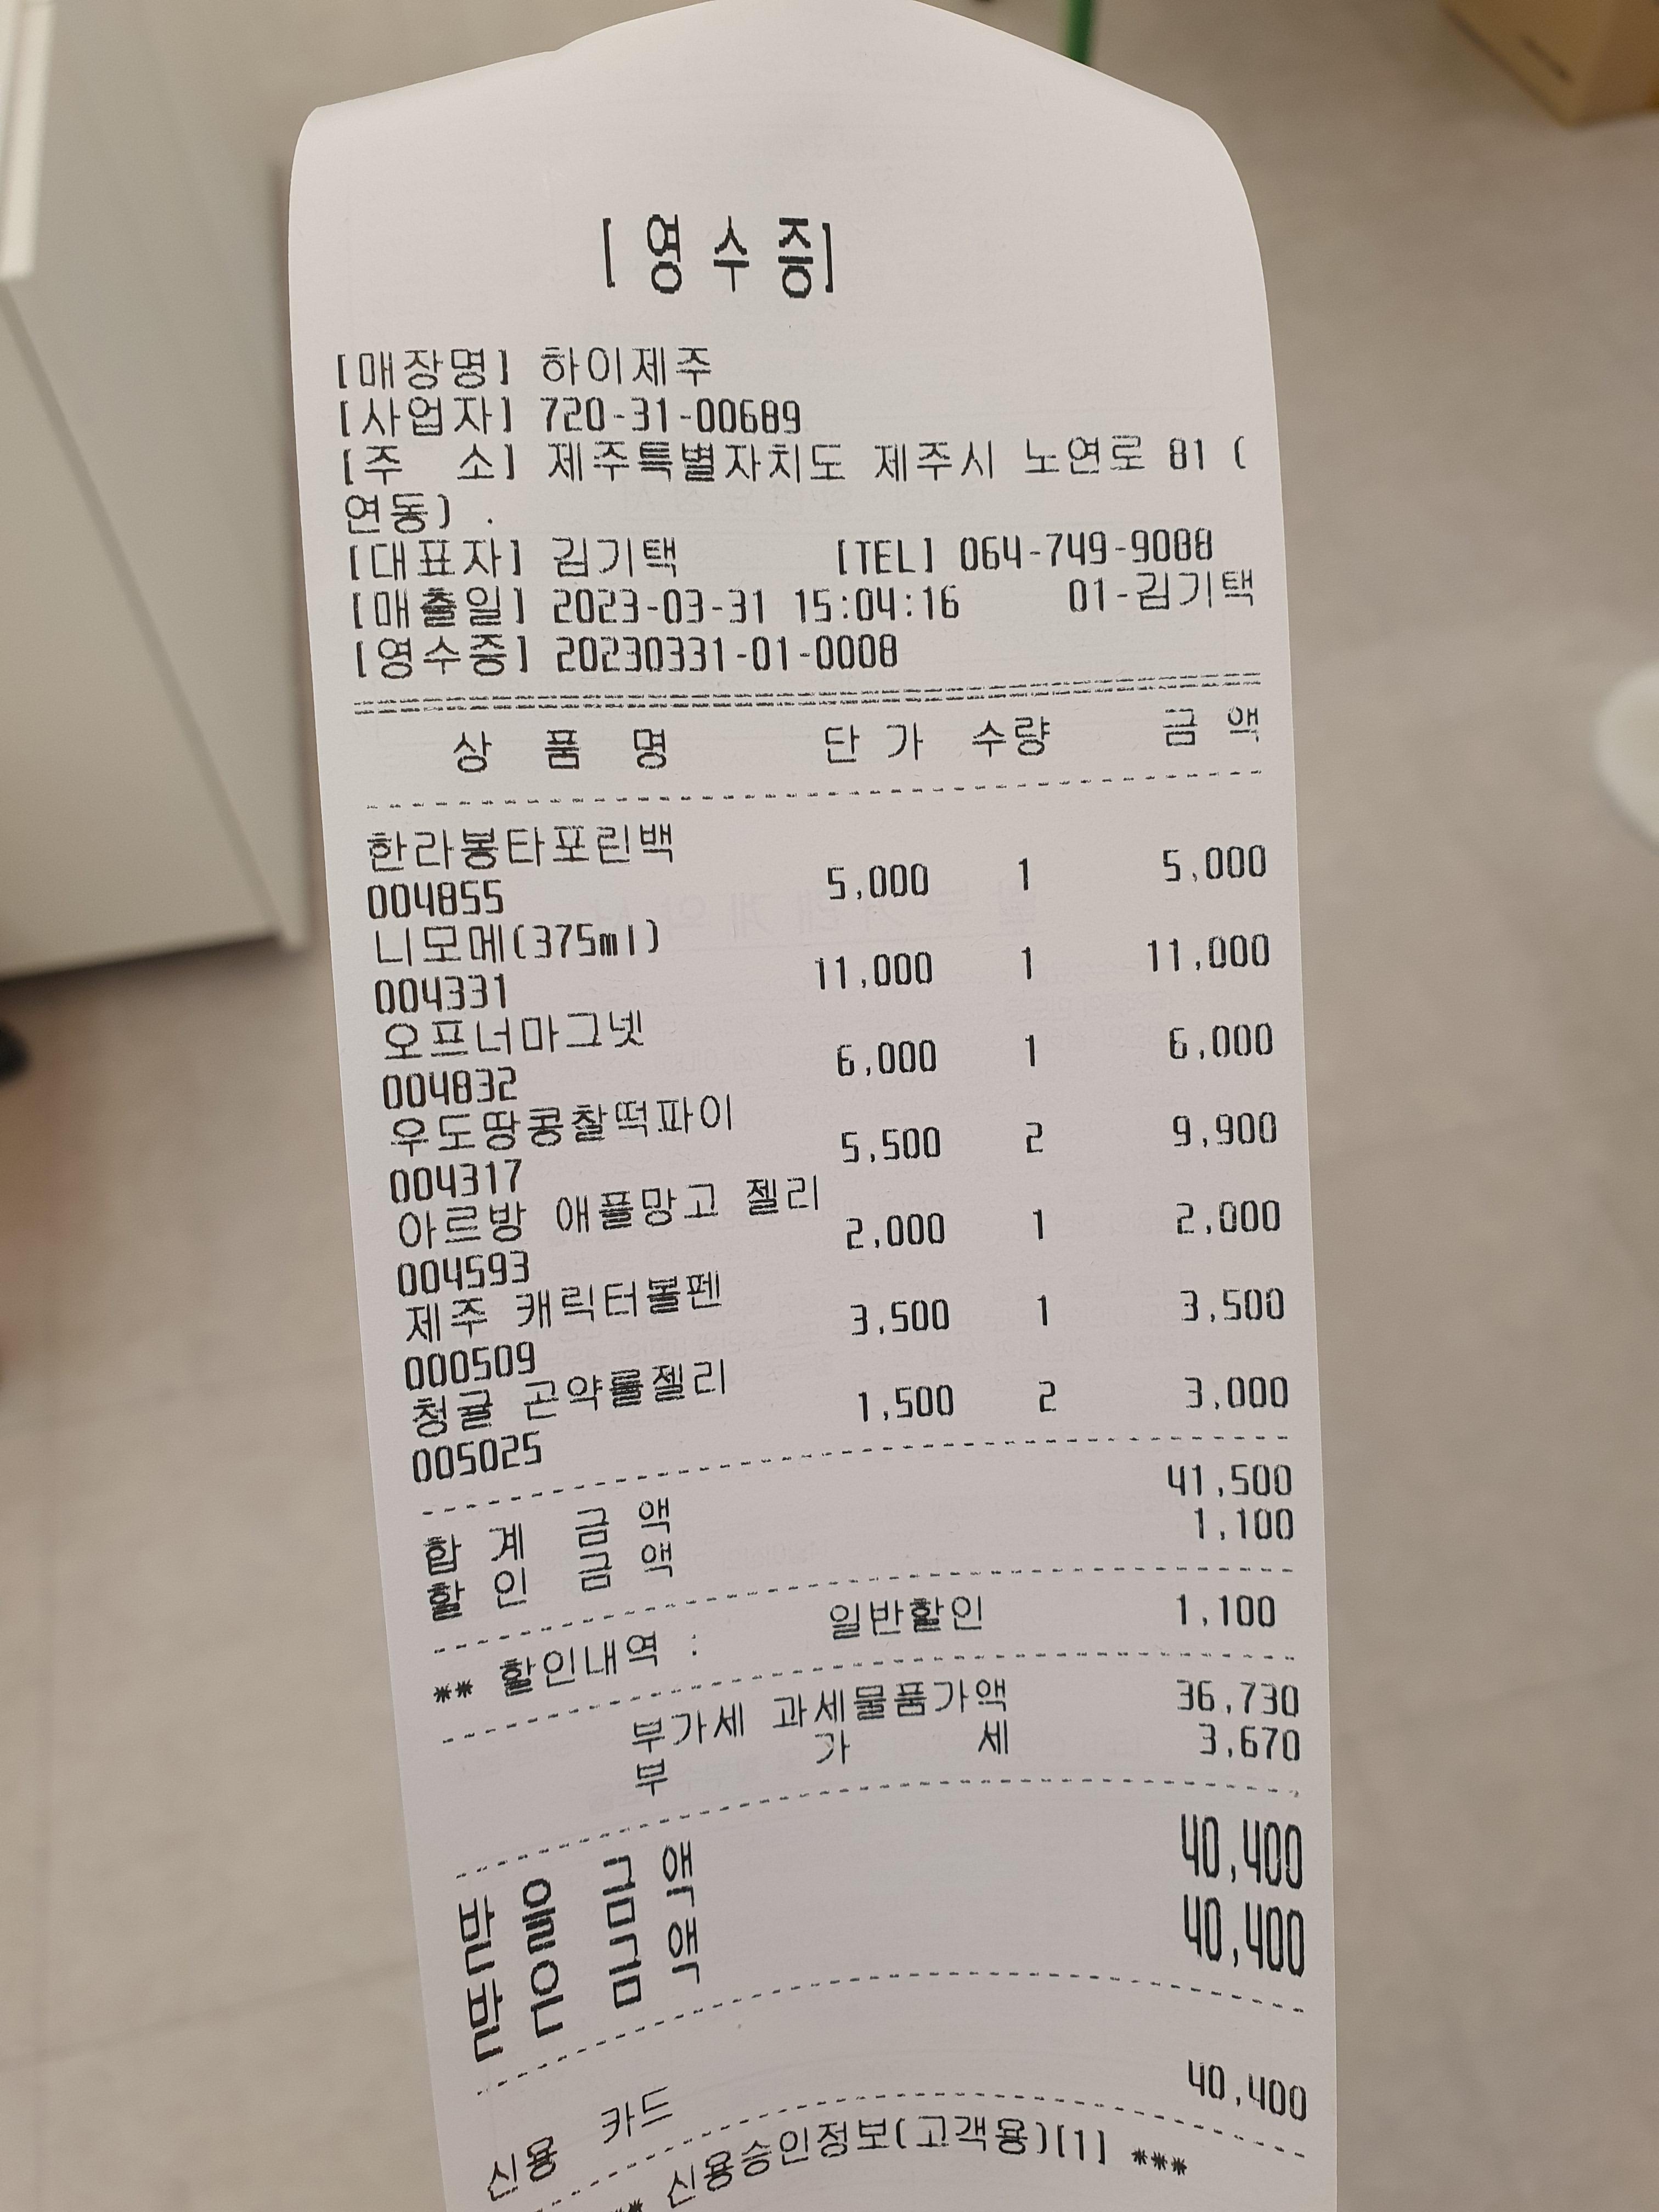 [ 영 수 증]
[매장명] 하이제주
[사업자] 720-31-00689
[주 소] 제주특별자치도 제주시 노연로 81 (
연동) .
[대표자] 김기택 [TEL] 064-749-9088
[매출일] 2023-03-31 15:04:16 01-김기택
[영수증] 20230331-01-0008
상 품 명 단 가 수량 금 액
한라봉타포린백
004855 5,000 1 5,000
니모메(375ml)
004331 11,000 1 11,000
오프너마그넷
004832 6,000 1 6,000
우도땅콩찰떡파이
004317 5,500 2 9,900
아르방 애플망고 젤리
004593 2,000 1 2,000
제주 캐릭터볼펜
000509 3,500 1 3,500
청귤 곤약롤젤리
005025 1,500 2 3,000
합 계 금 액 41,500
할 인 금 액 1,100
** 할인내역 : 일반할인 1,100
부가세 과세물품가액 36,730
부 가 세 3,670
받 을 금 액 40,400
받 은 금 액 40,400
신용 카드 40,400
** 신용승인정보(고객용)[1] ***